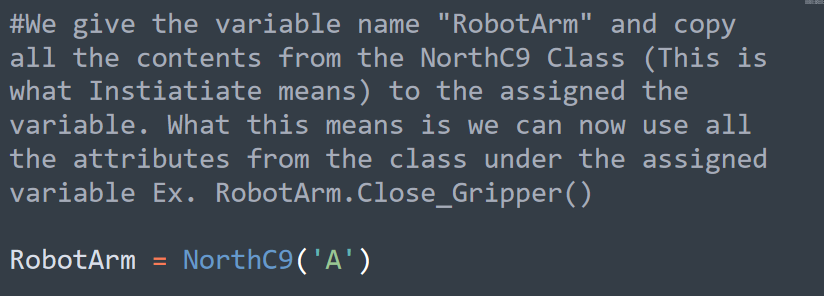 #We give the variable name "RobotArm" and copy
all the contents from the NorthC9 Class (This is
what Instiatiate means) to the assigned the
variable. What this means is we can now use all
the attributes from the class under the assigned
variable Ex. RobotArm.Close_Gripper()
RobotArm = NorthC9('A')